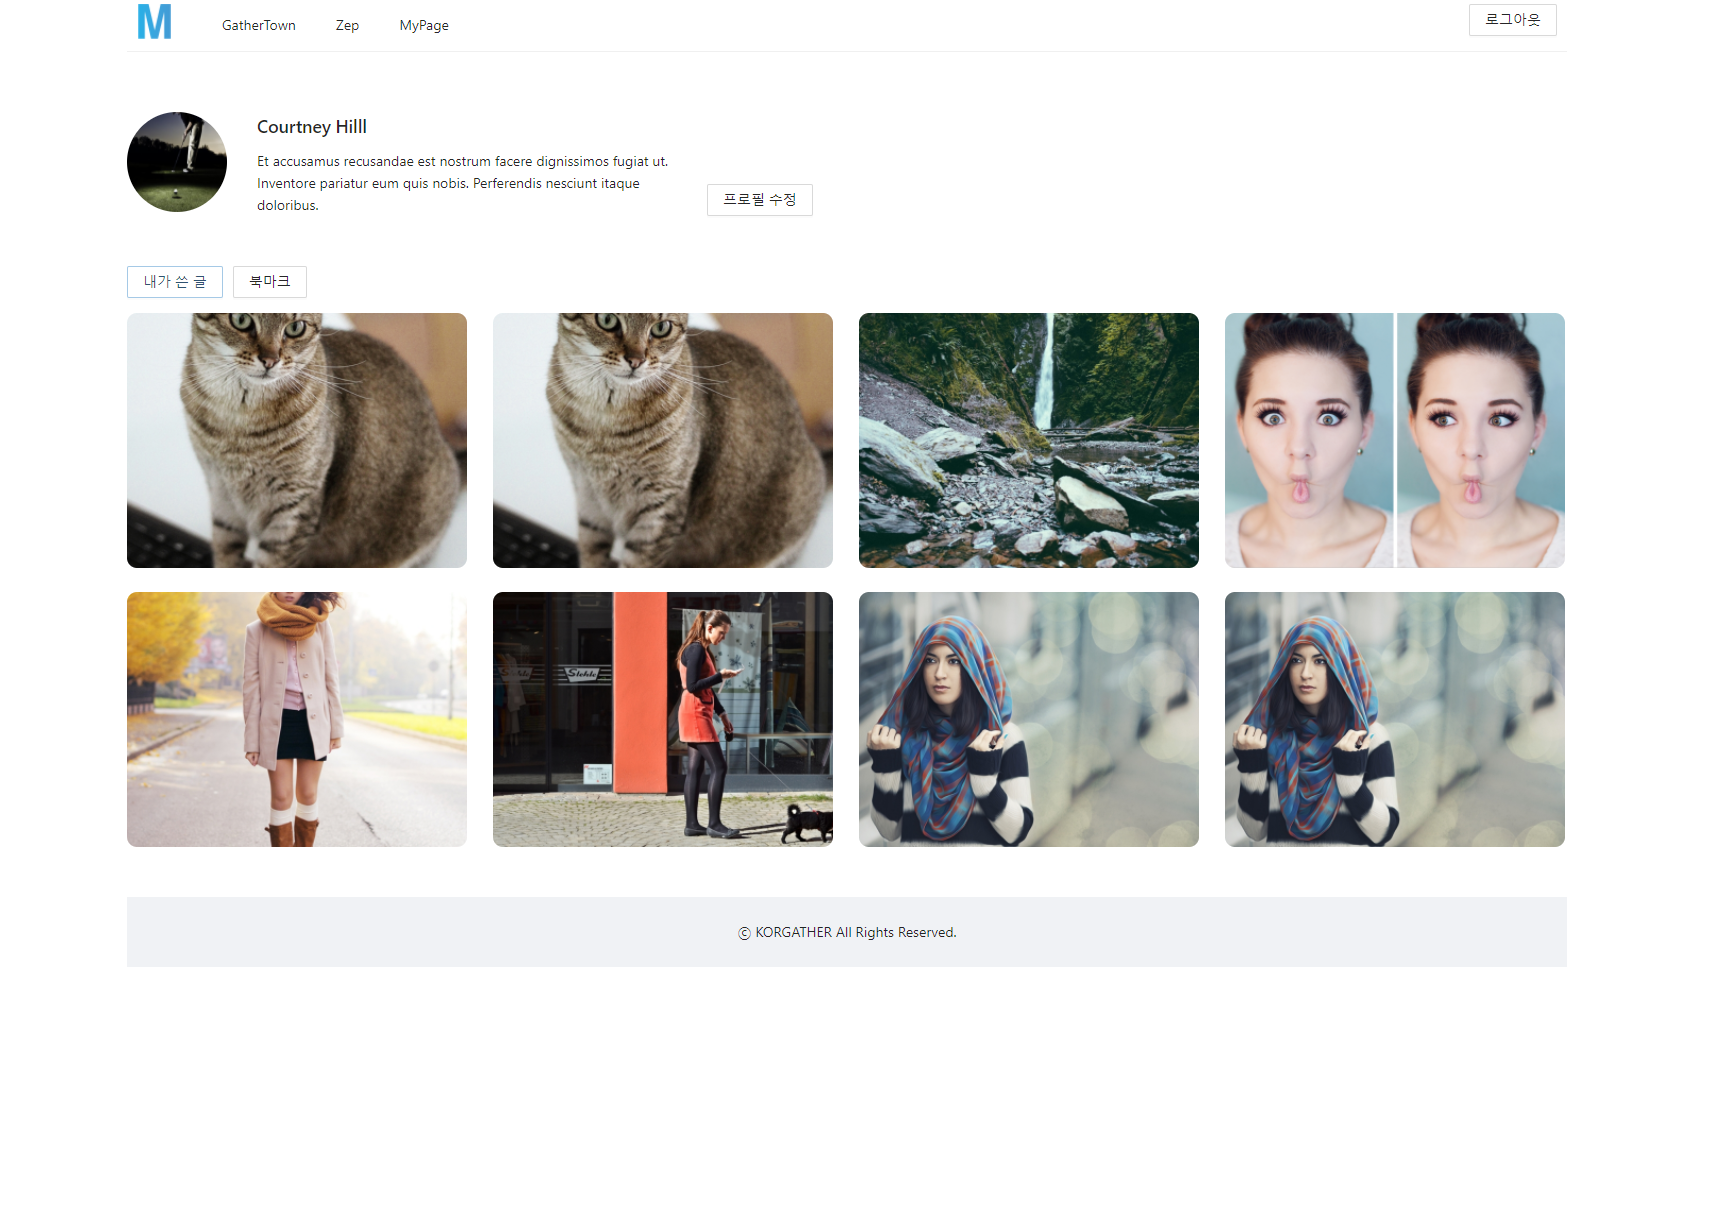 M
GatherTown
Zep
MyPage
로그아웃
Courtney Hilll
Et accusamus recusandae est nostrum facere dignissimos fugiat ut.
Inventore pariatur eum quis nobis. Perferendis nesciunt itaque
doloribus.
프로필 수정
내가 쓴 글
북마크
Stehle
ⓒ KORGATHER All Rights Reserved.